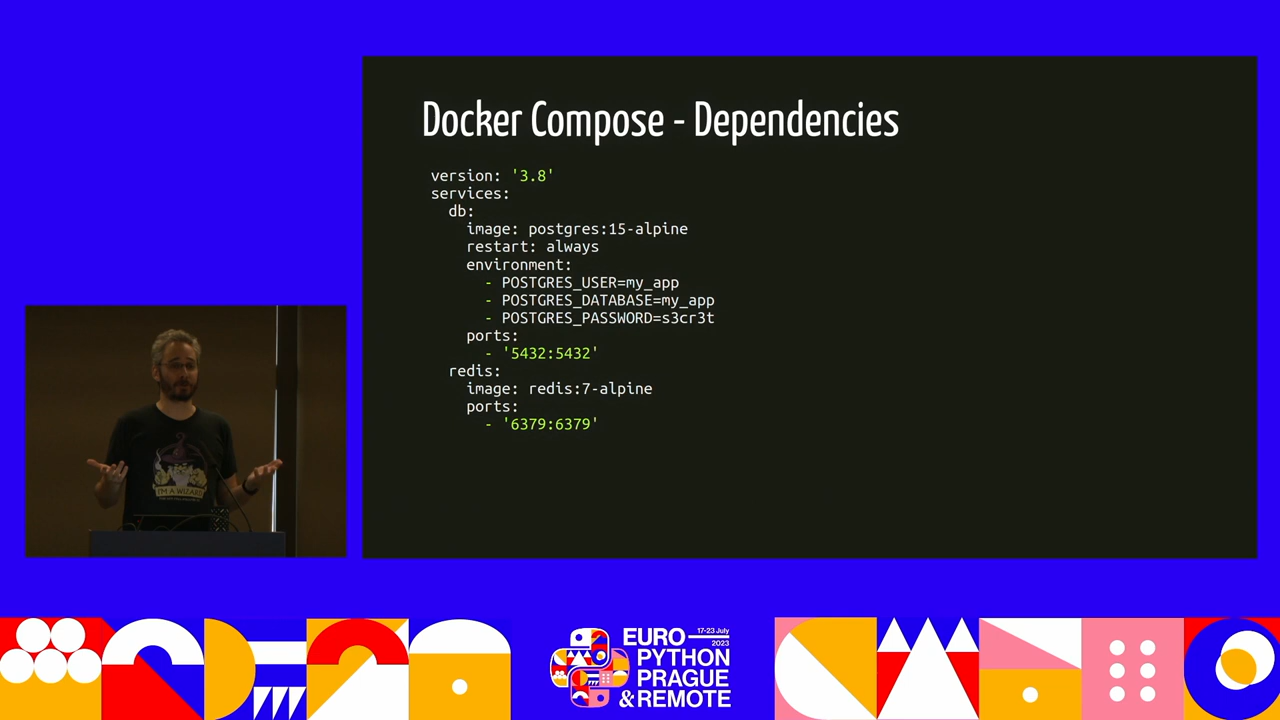 Docker Compose - Dependencies
version: '3.8'
services:
db:
image: postgres:15-alpine
restart: always
environment:
- POSTGRES_USER=my_app
- POSTGRES_DATABASE=my_app
- POSTGRES_PASSWORD=s3cr3t
ports:
- '5432:5432'
redis:
image: redis:7-alpine
ports:
- '6379:6379'
I'M A WIZARD
EURO
17-23 July
2023
PYTHON
PRAGUE
& REMOTE